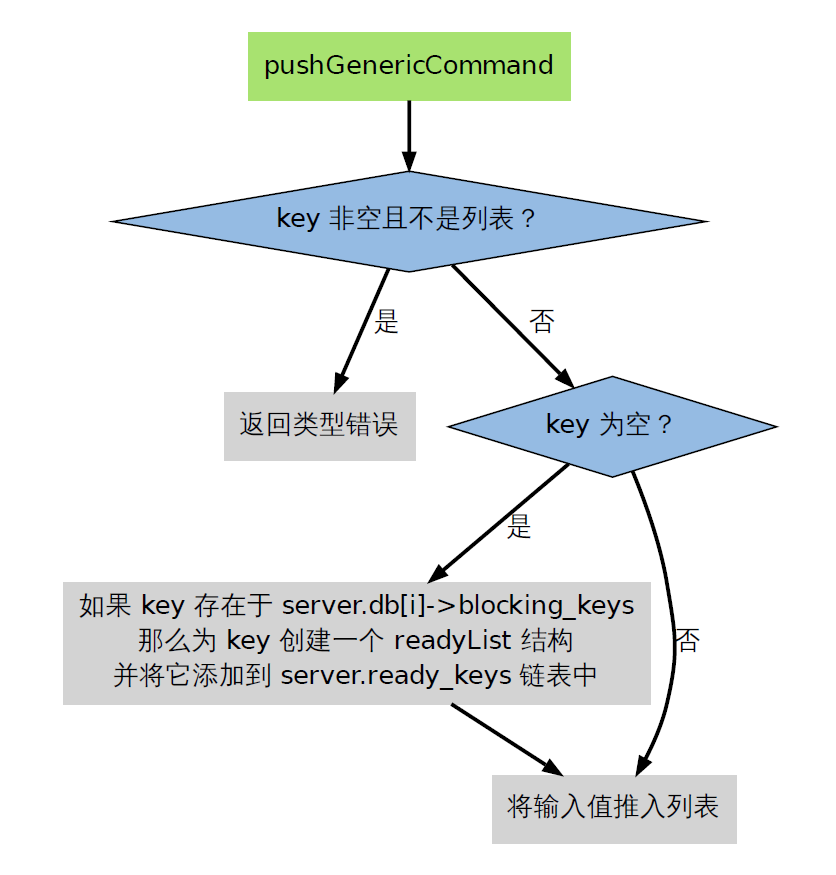 pushGenericCommand
key 非空且不是列表？
是
否
返回类型错误
key 为空？
是
如果 key 存在于 server.db[i]->blocking_keys
那么为 key 创建一个 readyList 结构
并将它添加到 server.ready_keys 链表中
否
将输入值推入列表